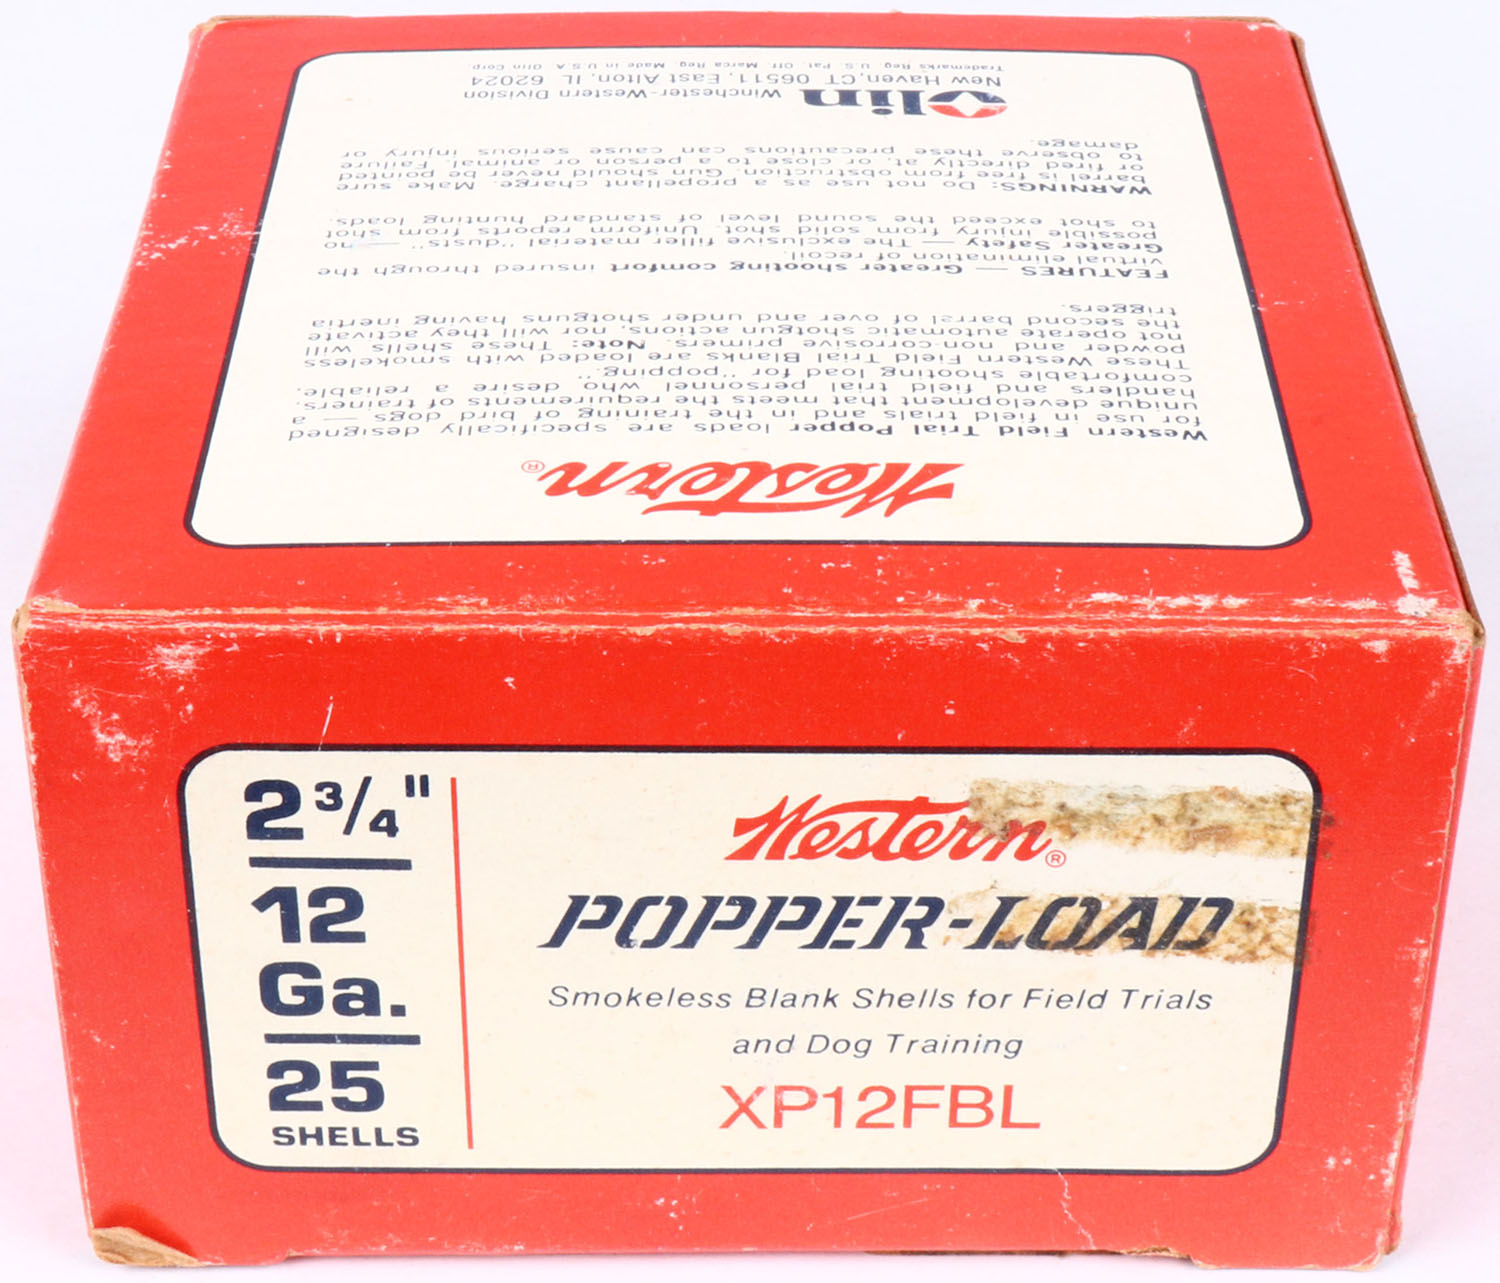 Western®
Western Field Trial Popper loads are specifically designed
for use in field trials and in the training of bird dogs — a
unique development that meets the requirements of trainers,
handlers and field trial personnel who desire a reliable,
comfortable shooting load for "popping."
These Western Field Trial Blanks are loaded with smokeless
powder and non-corrosive primers. Note: These shells will
not operate automatic shotgun actions, nor will they activate
the second barrel of over and under shotguns having inertia
triggers.
FEATURES — Greater shooting comfort insured through the
virtual elimination of recoil.
Greater Safety — The exclusive filler material "dusts" — no
possible injury from solid shot. Uniform reports from shot
to shot exceed the sound level of standard hunting loads.
WARNINGS: Do not use as a propellant charge. Make sure
barrel is free from obstruction. Gun should never be pointed
or fired directly at, or close to a person or animal. Failure
to observe these precautions can cause serious injury or
damage.
Olin Winchester-Western Division
New Haven, CT 06511, East Alton, IL 62024
Trademarks Reg. U.S. Pat. Off. Marca Reg. Made in U.S.A. Olin Corp.
2 3/4"
12
Ga.
25
SHELLS
Western®
POPPER-LOAD
Smokeless Blank Shells for Field Trials
and Dog Training
XP12FBL